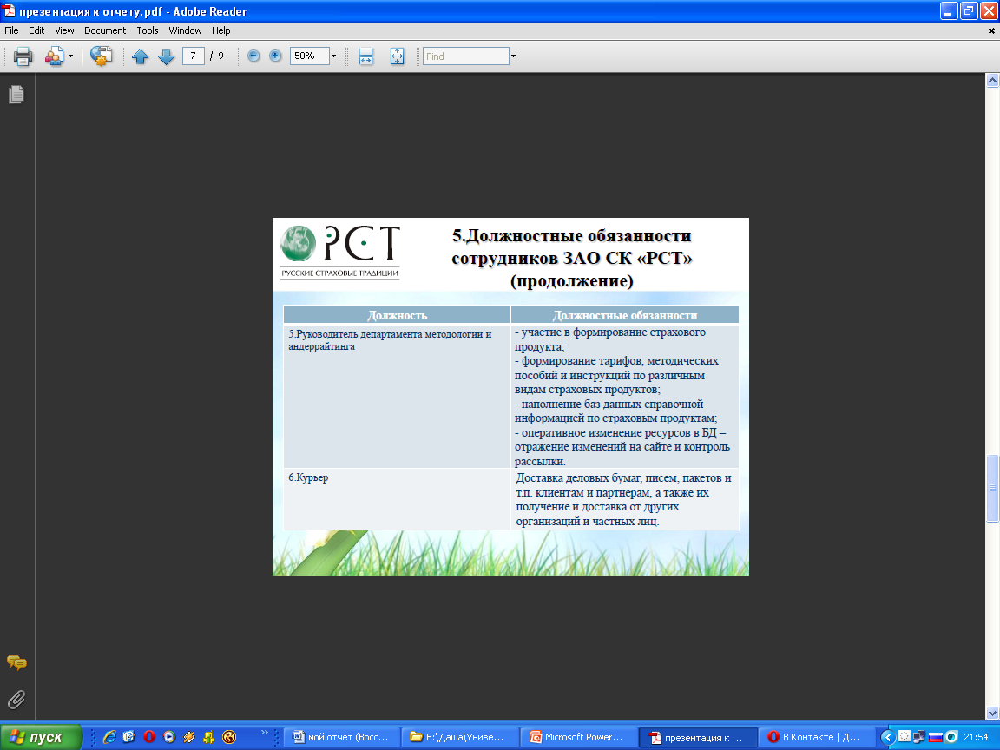 презентация к отчету.pdf - Adobe Reader
File Edit View Document Tools Window Help
7 / 9 50% Find
РСТ
РУССКИЕ СТРАХОВЫЕ ТРАДИЦИИ
5.Должностные обязанности
сотрудников ЗАО СК «РСТ»
(продолжение)
Должность
Должностные обязанности
5.Руководитель департамента методологии и
андеррайтинга
- участие в формирование страхового
продукта;
- формирование тарифов, методических
пособий и инструкций по различным
видам страховых продуктов;
- наполнение баз данных справочной
информацией по страховым продуктам;
- оперативное изменение ресурсов в БД –
отражение изменений на сайте и контроль
рассылки.
6.Курьер
Доставка деловых бумаг, писем, пакетов и
т.п. клиентам и партнерам, а также их
получение и доставка от других
организаций и частных лиц.
пуск
мой отчет (Восс...
F:\Даша\Униве...
Microsoft Power...
презентация к ...
В Контакте | Д...
21:54